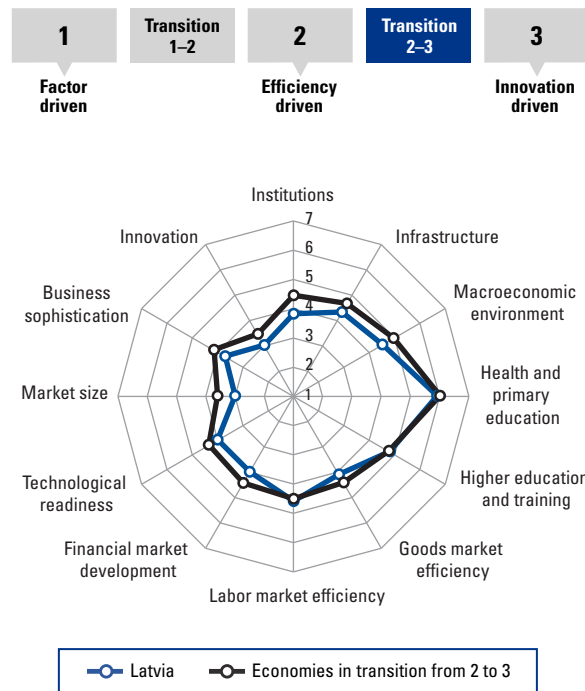 1
Transition
1–2
2
Transition
2–3
3
Factor
driven
Efficiency
driven
Innovation
driven
Institutions
7
Innovation
6
Infrastructure
5
Business
sophistication
4
Macroeconomic
environment
3
2
Market size
1
Health and
primary
education
Technological
readiness
Higher education
and training
Financial market
development
Goods market
efficiency
Labor market efficiency
Latvia
Economies in transition from 2 to 3